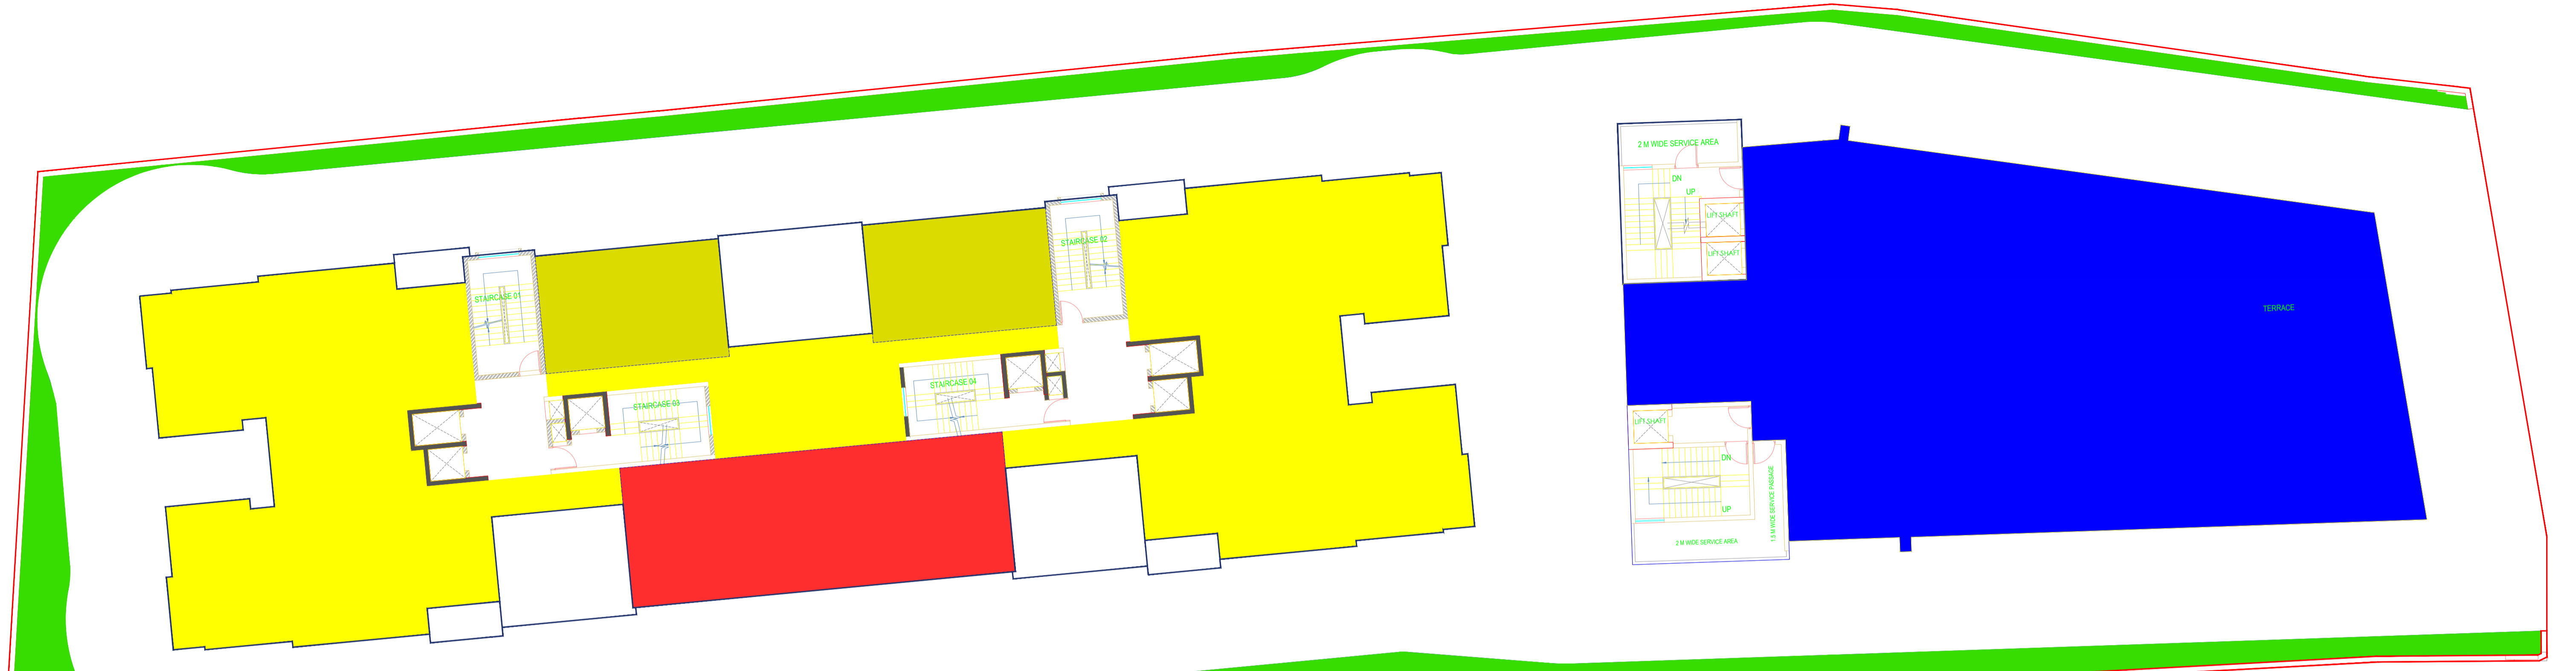 STAIRCASE 01
STAIRCASE 02
STAIRCASE 03
STAIRCASE 04
2 M WIDE SERVICE AREA
DN
UP
LIFT SHAFT
LIFT SHAFT
TERRACE
LIFT SHAFT
DN
UP
1.5 M WIDE SERVICE PASSAGE
2 M WIDE SERVICE AREA